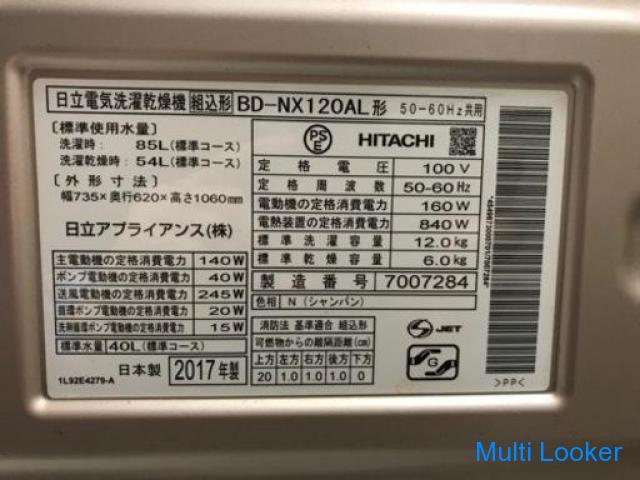 日立電気洗濯乾燥機 組込形 BD-NX120AL形 50-60Hz共用
〔標準使用水量〕
洗濯時： 85L(標準コース)
洗濯乾燥時： 54L(標準コース)
〔外形寸法〕
幅735×奥行620×高さ1060mm
日立アプライアンス(株)
主電動機の定格消費電力 140W
ポンプ電動機の定格消費電力 40W
送風電動機の定格消費電力 245W
循環ポンプ電動機の定格消費電力 20W
15W
標準水量 40L(標準コース)
日本製 2017年製
1L92E4279-A
PSE HITACHI
定格電圧 100V
定格周波数 50-60Hz
電動機の定格消費電力 160W
電熱装置の定格消費電力 840W
標準洗濯容量 12.0kg
標準乾燥容量 6.0kg
製造番号 7007284
色相 N (シャンパン)
消防法 基準適合 組込形
可燃物からの離隔距離(cm)
上方 左方 右方 後方 下方
20 1.0 1.0 1.0 0
S JET
G
>PP<
Multi Looker